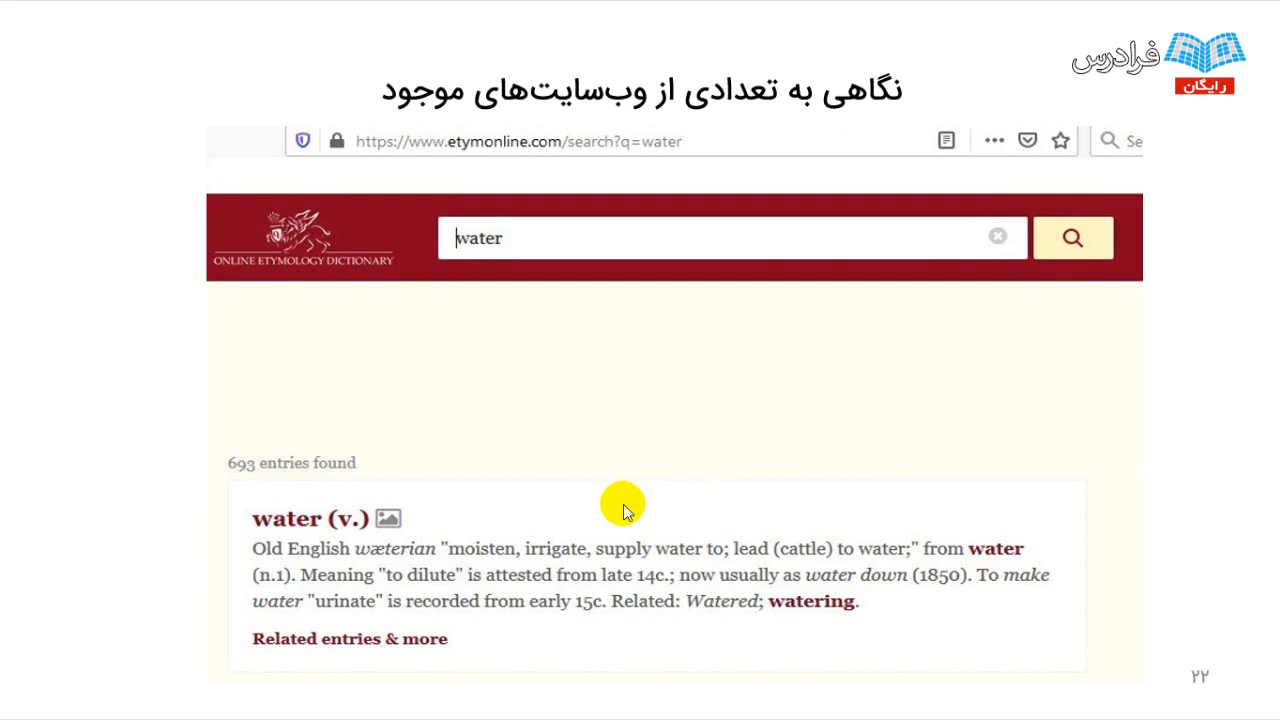 فرادرس
رایگان
نگاهی به تعدادی از وب‌سایت‌های موجود
https://www.etymonline.com/search?q=water
Se
ONLINE ETYMOLOGY DICTIONARY
water
693 entries found
water (v.)
Old English wæterian "moisten, irrigate, supply water to; lead (cattle) to water;" from water
(n.1). Meaning "to dilute" is attested from late 14c.; now usually as water down (1850). To make
water "urinate" is recorded from early 15c. Related: Watered; watering.
Related entries & more
۲۲